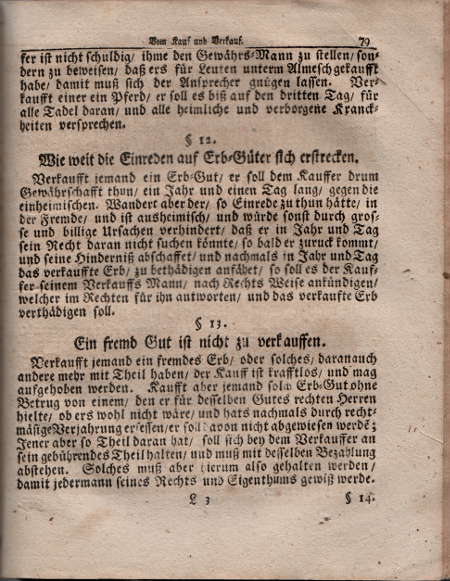 Vom Kauf und Verkauf. 79
fer ist nicht schuldig/ ihme den Gewährs-Mann zu stellen/ son-
dern zu beweisen/ daß ers für Leuten unterm Almesch gekaufft
habe/ damit muß sich der Ansprecher gnügen lassen. Ver-
kaufft einer ein Pferd/ er soll es biß auf den dritten Tag/ für
alle Tadel daran/ und alle heimliche und verborgene Kranck-
heiten versprechen.
§ 12.
Wie weit die Einreden auf Erb-Güter sich erstrecken.
Verkaufft jemand ein Erb-Gut/ er soll dem Kauffer drum
Gewährschafft thun/ ein Jahr und einen Tag lang/ gegen die
einheimischen. Wandert aber der/ so Einrede zu thun hätte/ in
der Fremde/ und ist ausheimisch/ und würde sonst durch gros-
se und billige Ursachen verhindert/ daß er in Jahr und Tag
sein Recht daran nicht suchen könnte/ so bald er zuruck kommt/
und seine Hinderniß abschaffet/ und nachmals in Jahr und Tag
das verkauffte Erb/ zu bethädigen anfähet/ so soll es der Kauf-
fer seinem Verkauffs Mann/ nach Rechts Weise ankündigen/
welcher im Rechten für ihn antworten/ und das verkaufte Erb
verthädigen soll.
§ 13.
Ein fremd Gut ist nicht zu verkauffen.
Verkaufft jemand ein fremdes Erb/ oder solches/ daran auch
andere mehr mit Theil haben/ der Kauff ist krafftlos/ und mag
aufgehoben werden. Kaufft aber jemand solch Erb-Gut ohne
Betrug von einem/ den er für desselben Gutes rechten Herren
hielte/ ob ers wohl nicht wäre/ und hats nachmals durch recht-
mäsige Verjahrung ersessen/ er soll davon nicht abgewiesen werdē;
Jener aber so Theil daran hat/ soll sich bey dem Verkauffer an
sein gebührendes Theil halten/ und muß mit desselben Bezahlung
abstehen. Solches muß aber hierum also gehalten werden/
damit jedermann seines Rechts und Eigenthums gewiß werde.
L 3 § 14.